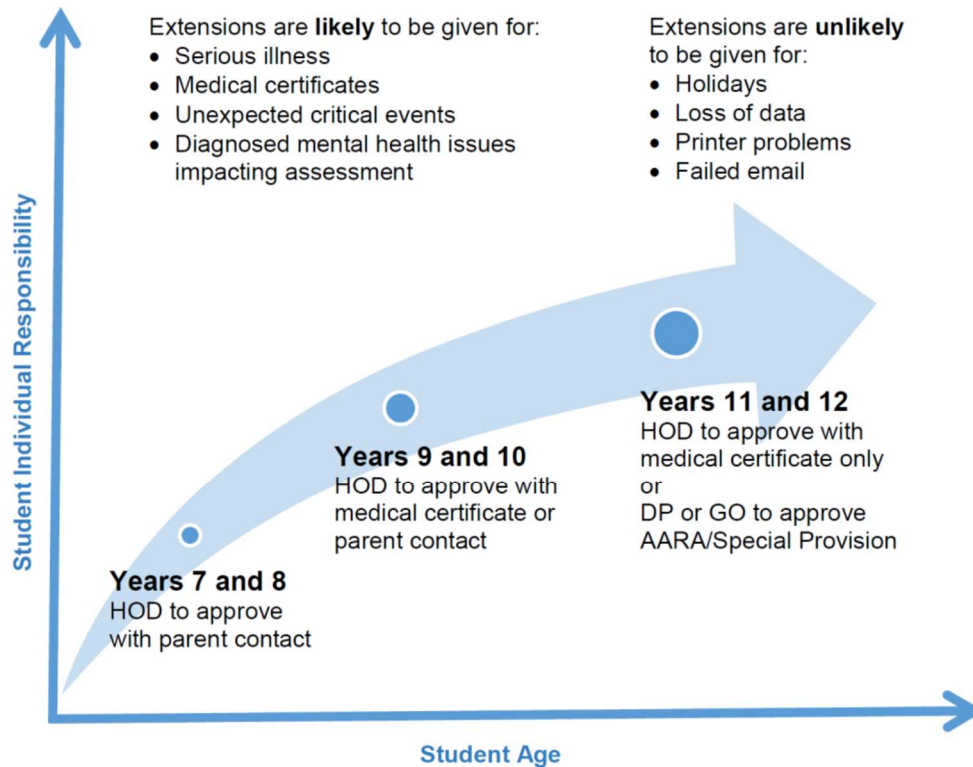 Extensions are likely to be given for:
• Serious illness
• Medical certificates
• Unexpected critical events
• Diagnosed mental health issues
impacting assessment
Extensions are unlikely
to be given for:
• Holidays
• Loss of data
• Printer problems
• Failed email
Student Individual Responsibility
Years 7 and 8
HOD to approve
with parent contact
Years 9 and 10
HOD to approve with
medical certificate or
parent contact
Years 11 and 12
HOD to approve with
medical certificate only
or
DP or GO to approve
AARA/Special Provision
Student Age